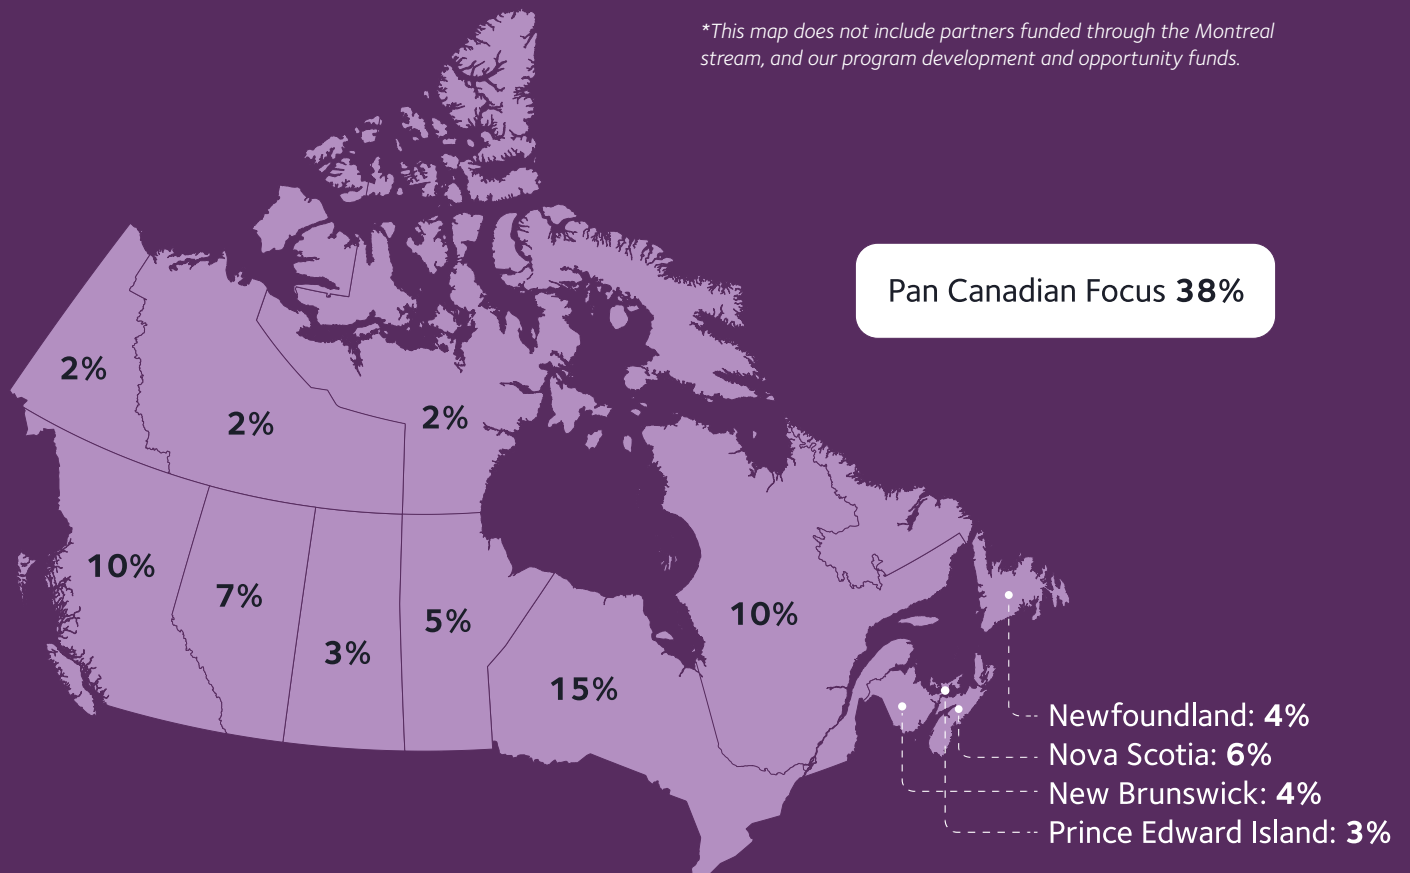 *This map does not include partners funded through the Montreal
stream, and our program development and opportunity funds.
Pan Canadian Focus 38%
2%
2%
2%
10%
7%
3%
5%
15%
10%
Newfoundland: 4%
Nova Scotia: 6%
New Brunswick: 4%
Prince Edward Island: 3%